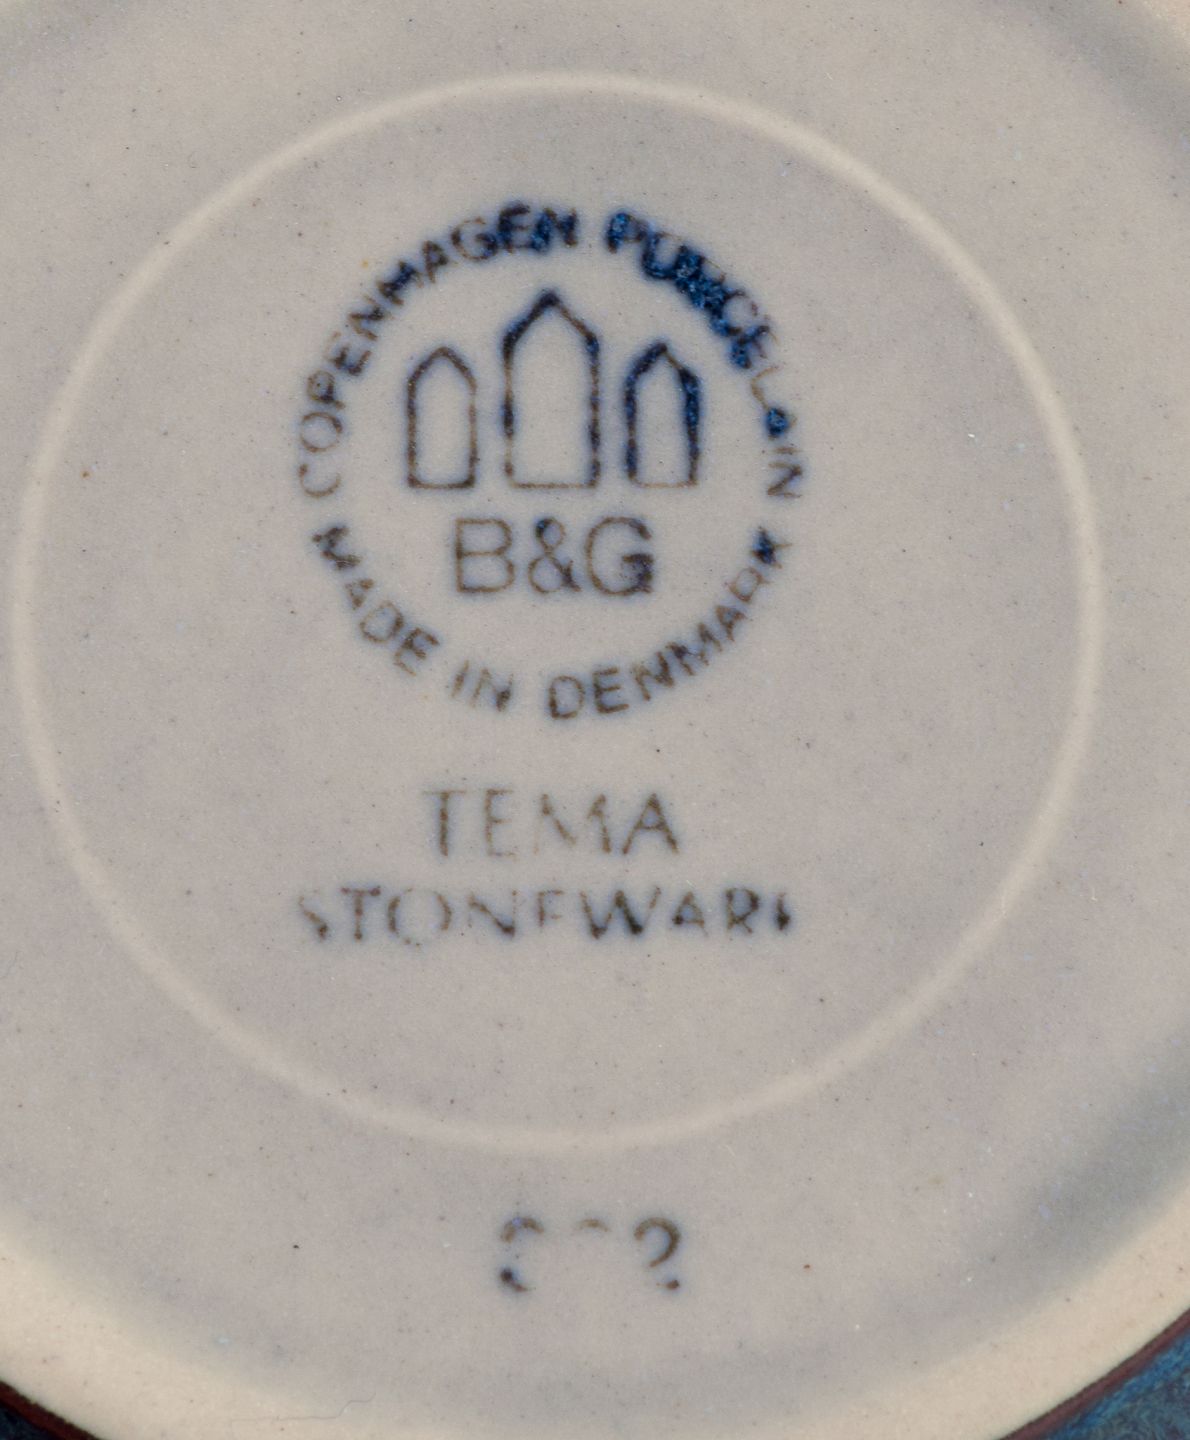 COPENHAGEN PORCELAIN
B&G
MADE IN DENMARK
TEMA
STONEWARE